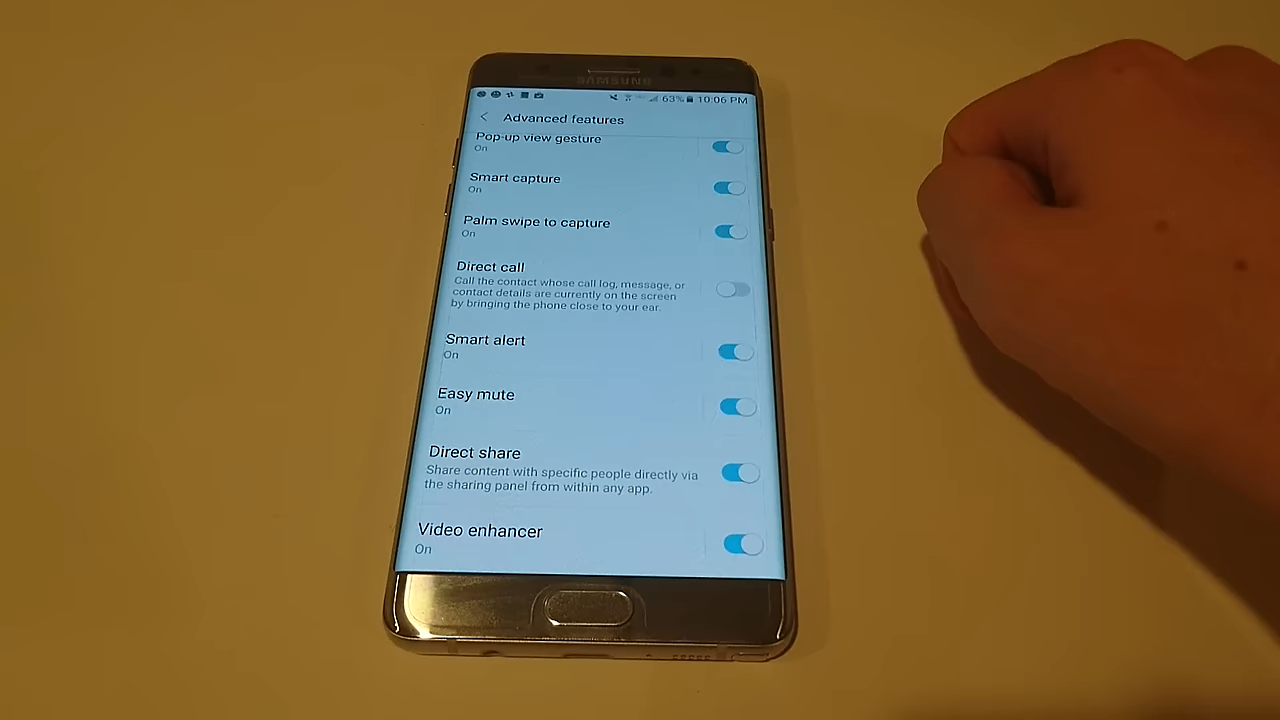 SAMSUNG
63% 10:06 PM
Advanced features
Pop-up view gesture
On
Smart capture
On
Palm swipe to capture
On
Direct call
Call the contact whose call log, message, or
contact details are currently on the screen
by bringing the phone close to your ear.
Smart alert
On
Easy mute
On
Direct share
Share content with specific people directly via
the sharing panel from within any app.
Video enhancer
On